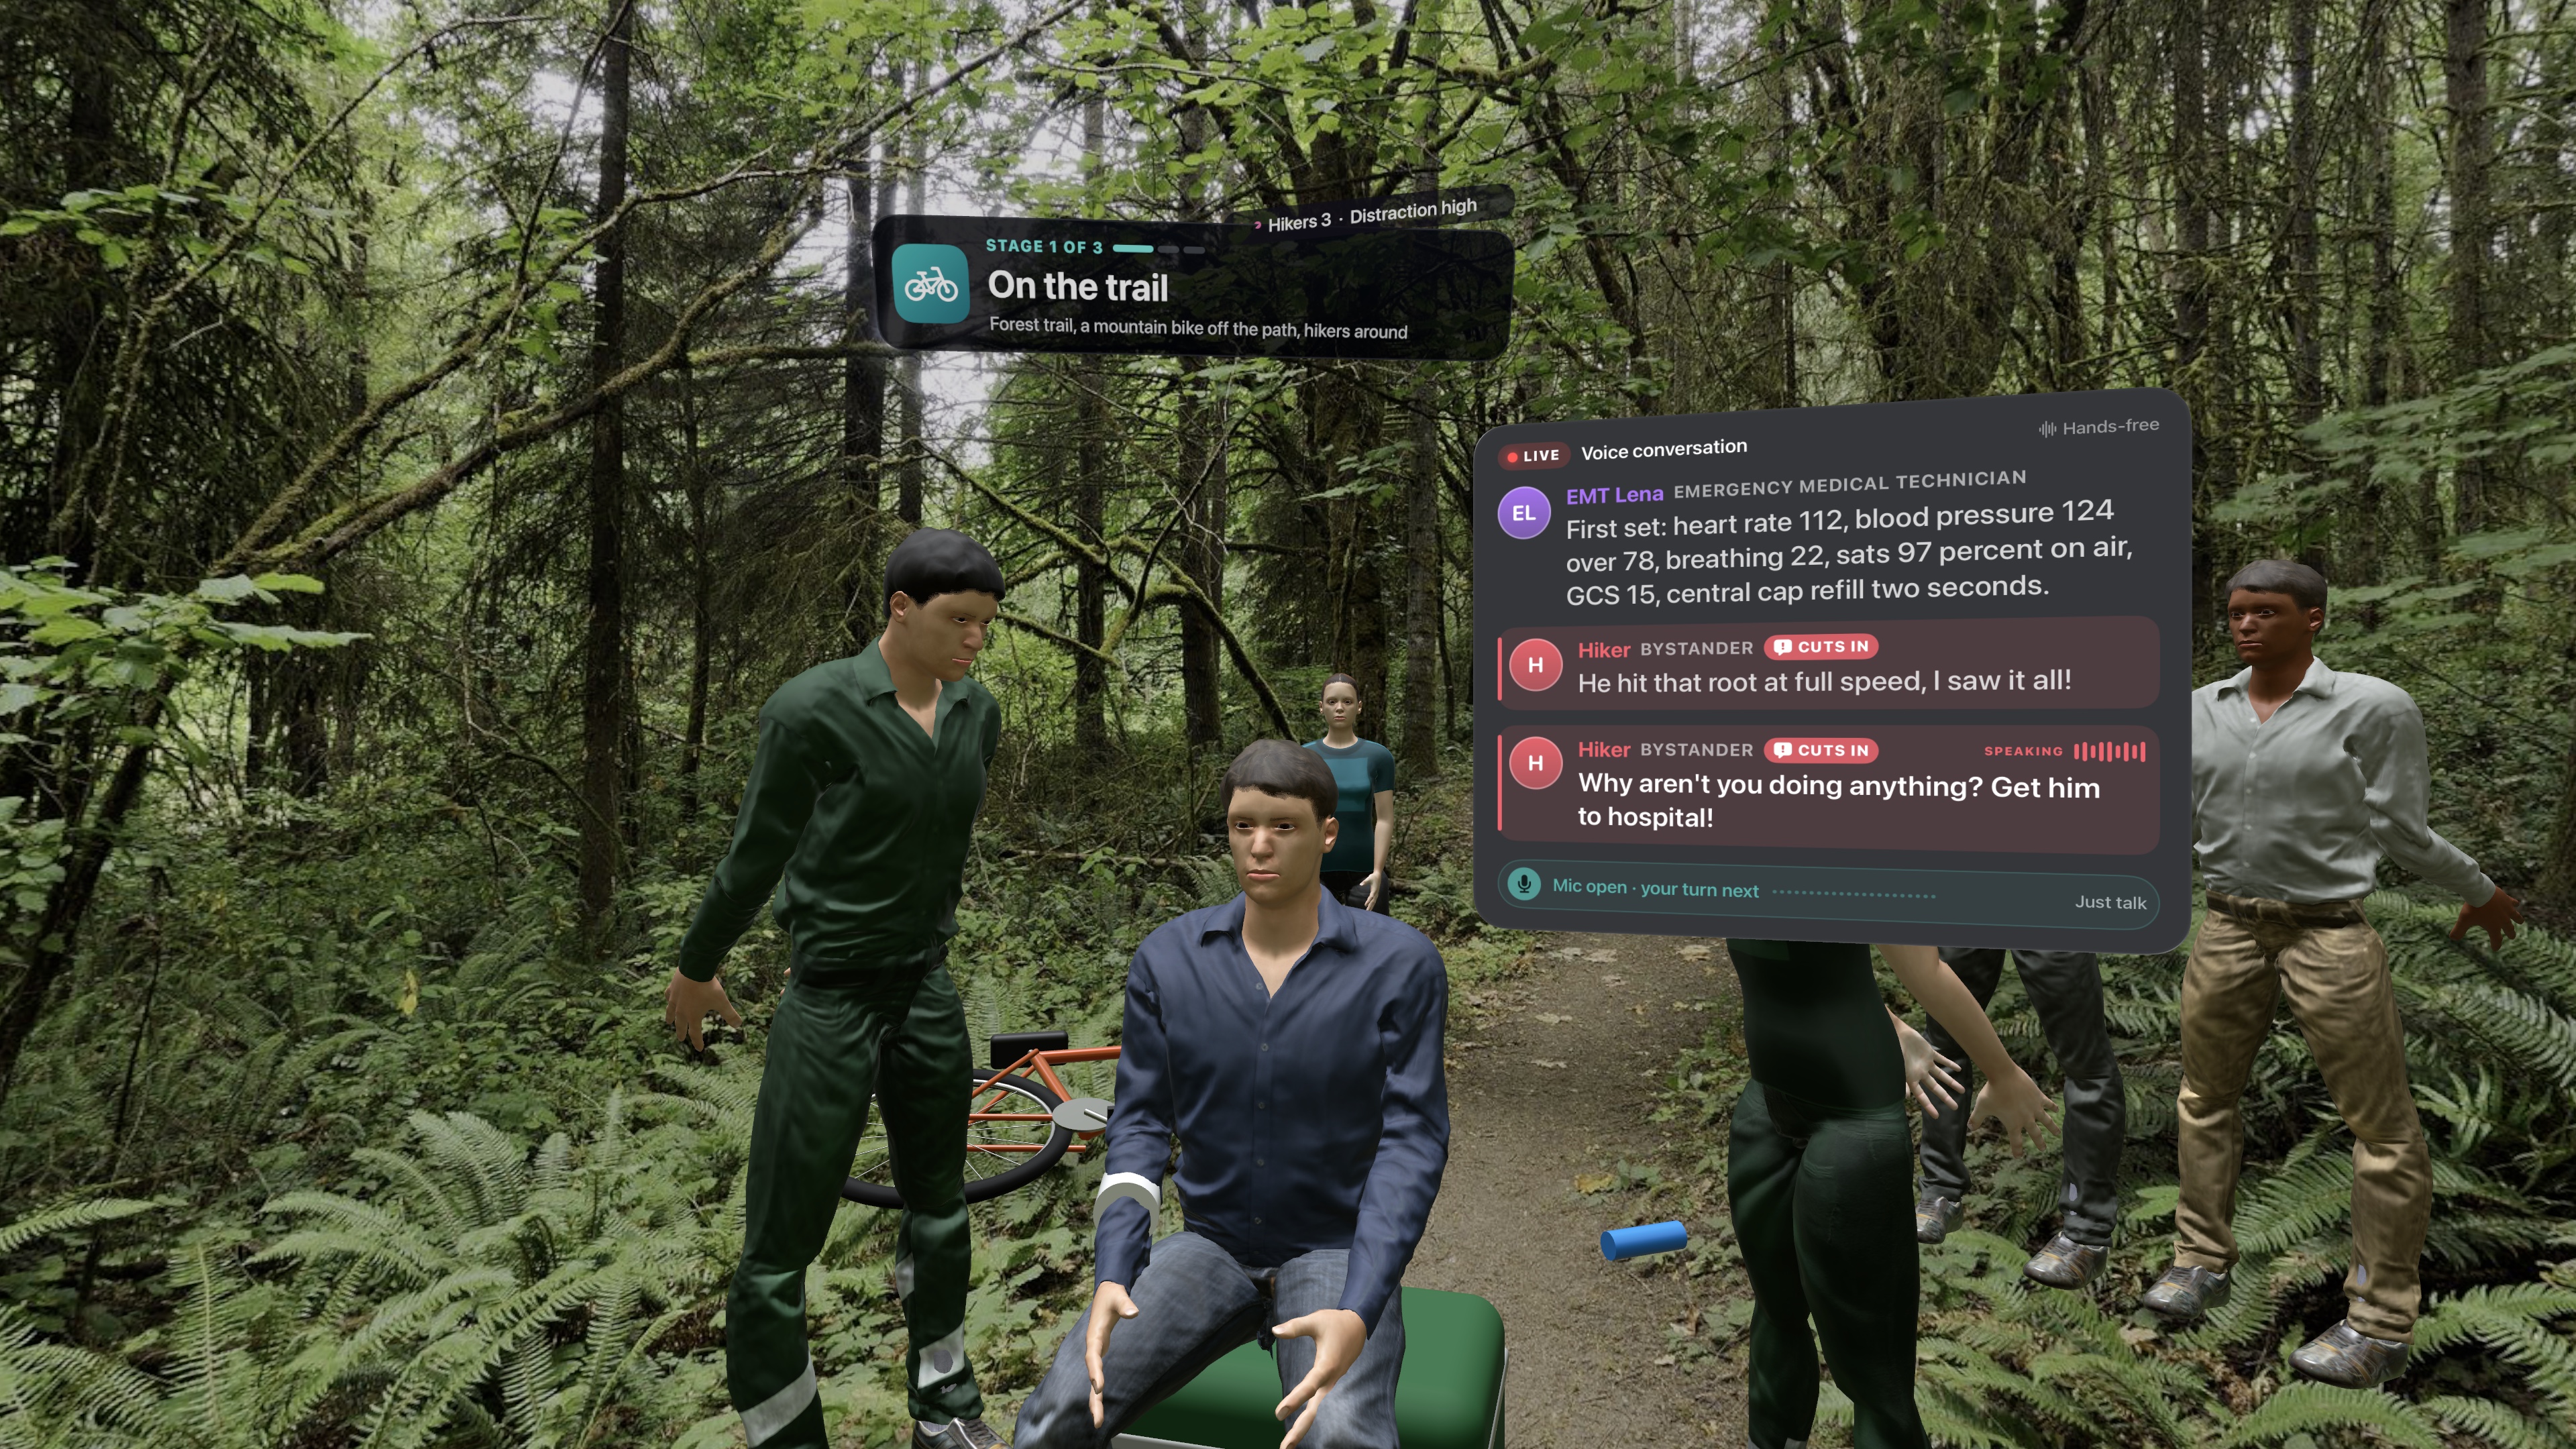 Hikers 3 · Distraction high
STAGE 1 OF 3
On the trail
Forest trail, a mountain bike off the path, hikers around
LIVE Voice conversation
Hands-free
EL
EMT Lena EMERGENCY MEDICAL TECHNICIAN
First set: heart rate 112, blood pressure 124
over 78, breathing 22, sats 97 percent on air,
GCS 15, central cap refill two seconds.
H
Hiker BYSTANDER CUTS IN
He hit that root at full speed, I saw it all!
H
Hiker BYSTANDER CUTS IN
SPEAKING
Why aren't you doing anything? Get him
to hospital!
Mic open · your turn next
Just talk